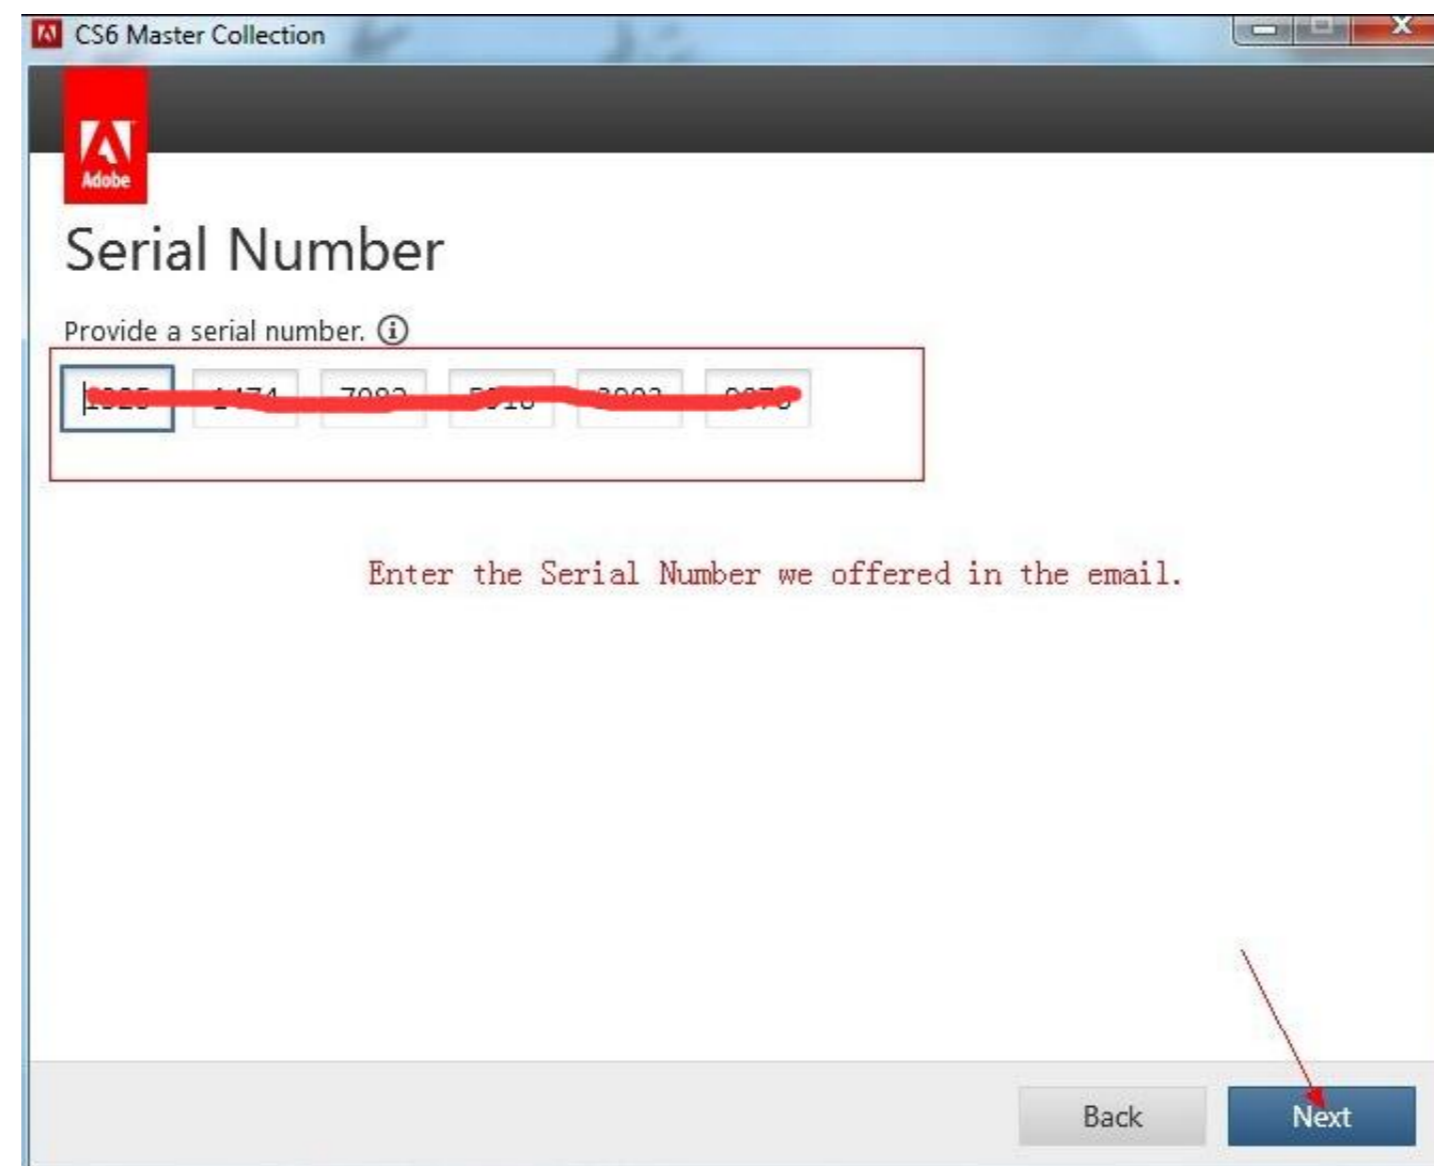 CS6 Master Collection
Adobe
Serial Number
Provide a serial number.
Enter the Serial Number we offered in the email.
Back
Next